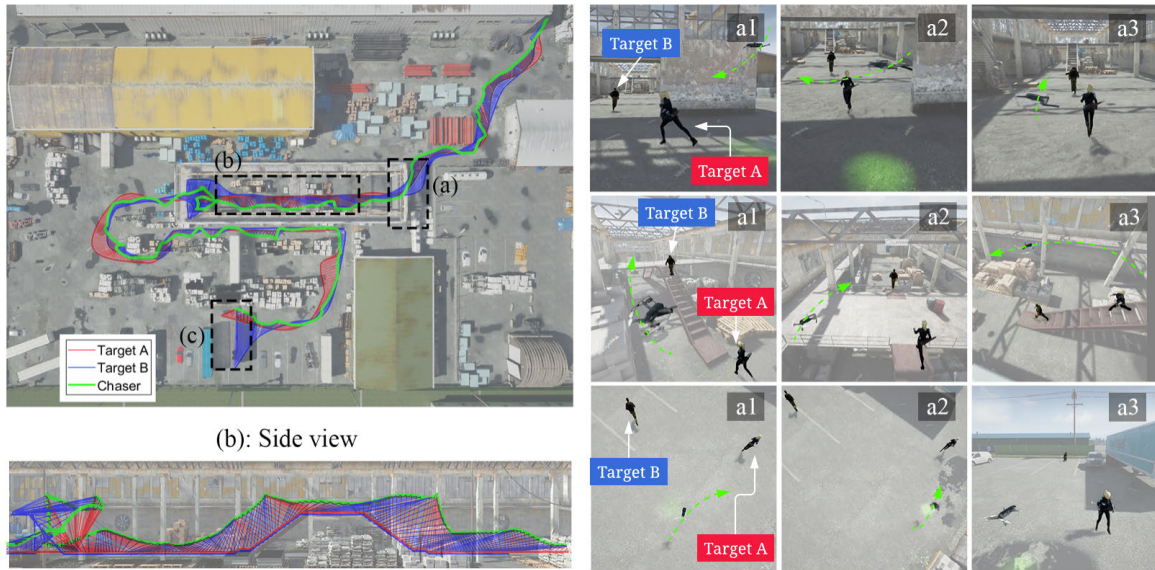 (b)
(a)
(c)
Target A
Target B
Chaser
(b): Side view
a1
Target B
Target A
a2
a3
a1
Target B
Target A
a2
a3
a1
Target B
Target A
a2
a3